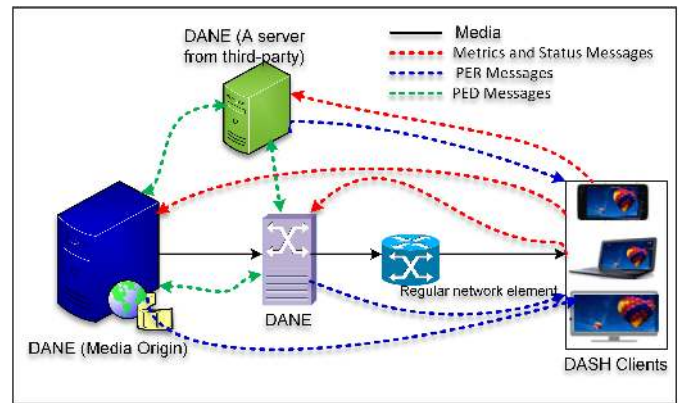 DANE (A server
from third-party)
Media
Metrics and Status Messages
PER Messages
PED Messages
Regular network element
DANE
DANE (Media Origin)
DASH Clients